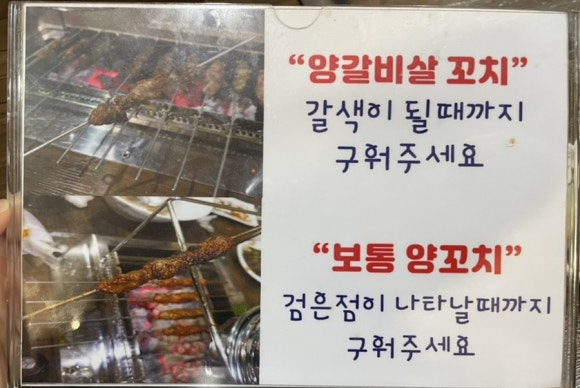 “양갈비살 꼬치”
갈색이 될때까지
구워주세요
“보통 양꼬치”
검은점이 나타날때까지
구워주세요